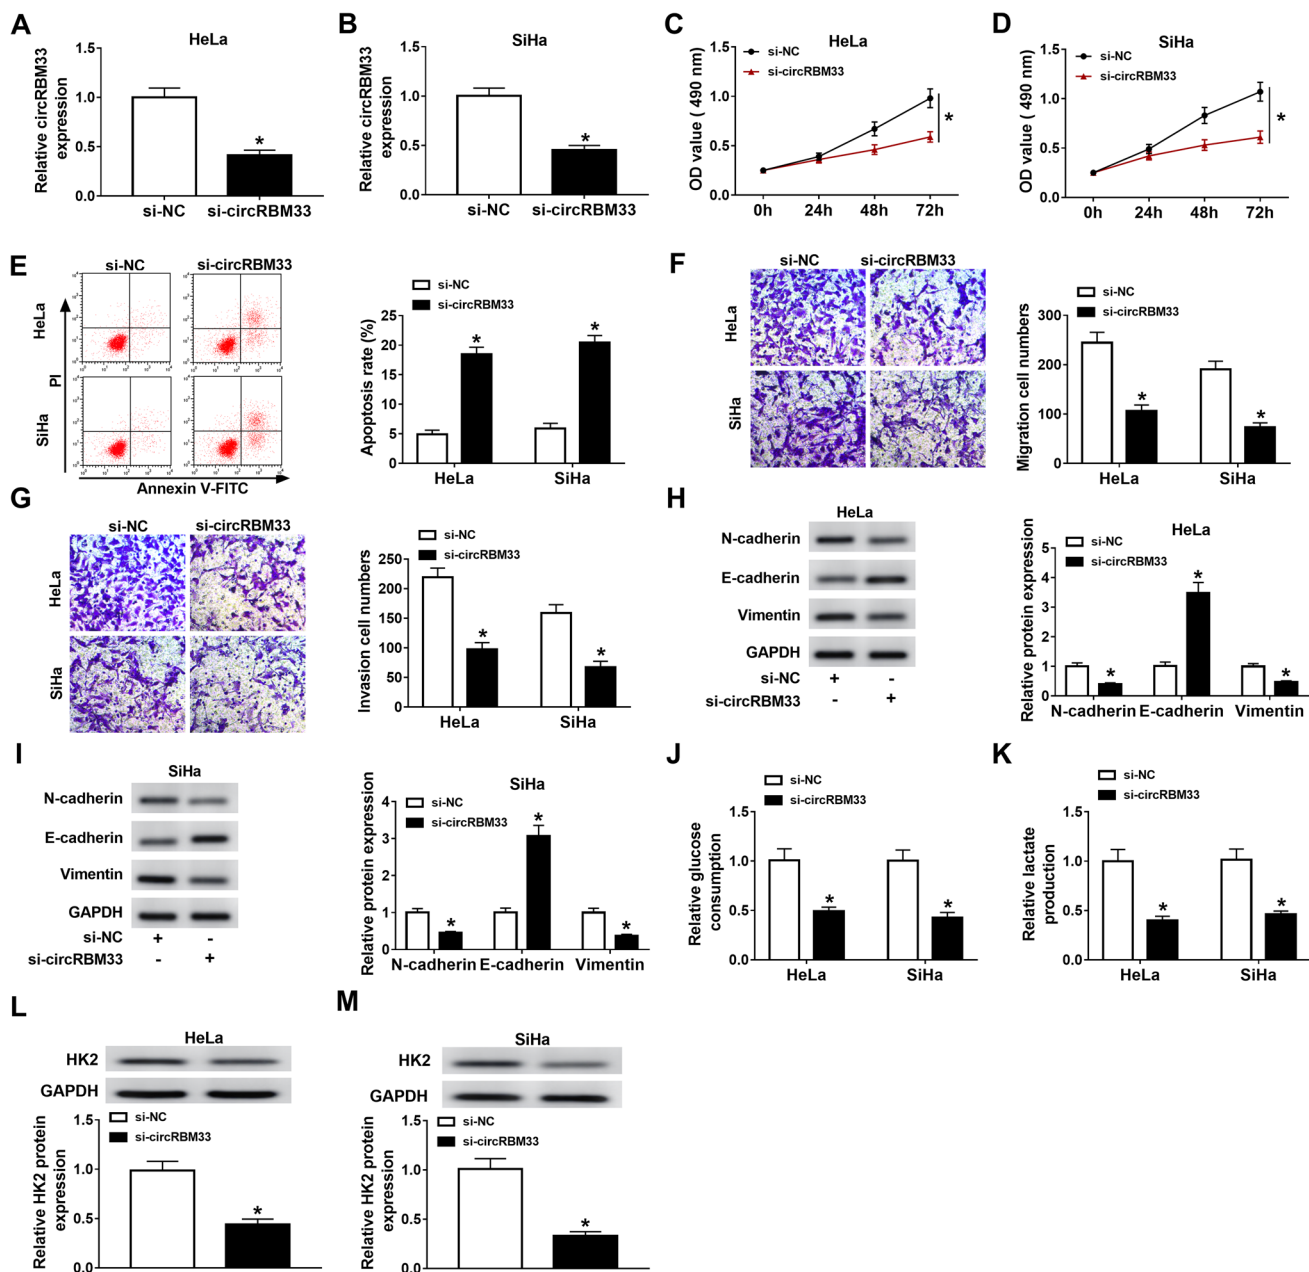 A
HeLa
Relative circRBM33
expression
1.5
1.0
0.5
0.0
*
si-NC
si-circRBM33
B
SiHa
Relative circRBM33
expression
1.5
1.0
0.5
0.0
*
si-NC
si-circRBM33
C
HeLa
si-NC
si-circRBM33
OD value ( 490 nm)
1.5
1.0
0.5
0.0
*
0h 24h 48h 72h
D
SiHa
si-NC
si-circRBM33
OD value ( 490 nm)
1.5
1.0
0.5
0.0
*
0h 24h 48h 72h
E
si-NC
si-circRBM33
HeLa
SiHa
PI
Annexin V-FITC
si-NC
si-circRBM33
Apoptosis rate (%)
25
20
15
10
5
0
*
*
HeLa
SiHa
F
si-NC
si-circRBM33
HeLa
SiHa
si-NC
si-circRBM33
Migration cell numbers
300
200
100
0
*
*
HeLa
SiHa
G
si-NC
si-circRBM33
HeLa
SiHa
si-NC
si-circRBM33
Invasion cell numbers
250
200
150
100
50
0
*
*
HeLa
SiHa
H
HeLa
N-cadherin
E-cadherin
Vimentin
GAPDH
si-NC + -
si-circRBM33 - +
HeLa
si-NC
si-circRBM33
Relative protein expression
5
4
3
2
1
0
*
*
*
N-cadherin E-cadherin Vimentin
I
SiHa
N-cadherin
E-cadherin
Vimentin
GAPDH
si-NC + -
si-circRBM33 - +
SiHa
si-NC
si-circRBM33
Relative protein expression
4
3
2
1
0
*
*
*
N-cadherin E-cadherin Vimentin
J
si-NC
si-circRBM33
Relative glucose
consumption
1.5
1.0
0.5
0.0
*
*
HeLa
SiHa
K
si-NC
si-circRBM33
Relative lactate
production
1.5
1.0
0.5
0.0
*
*
HeLa
SiHa
L
HeLa
HK2
GAPDH
si-NC
si-circRBM33
Relative HK2 protein
expression
1.5
1.0
0.5
0.0
*
M
SiHa
HK2
GAPDH
si-NC
si-circRBM33
Relative HK2 protein
expression
1.5
1.0
0.5
0.0
*